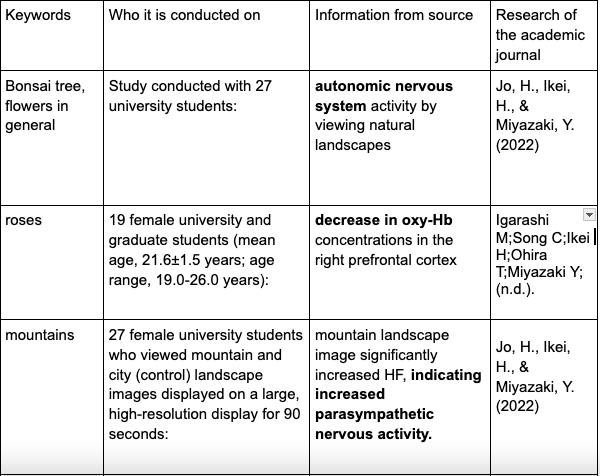 Keywords
Who it is conducted on
Information from source
Research of
the academic
journal
Bonsai tree,
flowers in
general
Study conducted with 27
university students:
autonomic nervous
system activity by
viewing natural
landscapes
Jo, H., Ikei,
H., &
Miyazaki, Y.
(2022)
roses
19 female university and
graduate students (mean
age, 21.6±1.5 years; age
range, 19.0-26.0 years):
decrease in oxy-Hb
concentrations in the
right prefrontal cortex
Igarashi
M;Song C;Ikei
H;Ohira
T;Miyazaki Y;
(n.d.).
mountains
27 female university students
who viewed mountain and
city (control) landscape
images displayed on a large,
high-resolution display for 90
seconds:
mountain landscape
image significantly
increased HF, indicating
increased
parasympathetic
nervous activity.
Jo, H., Ikei,
H., &
Miyazaki, Y.
(2022)